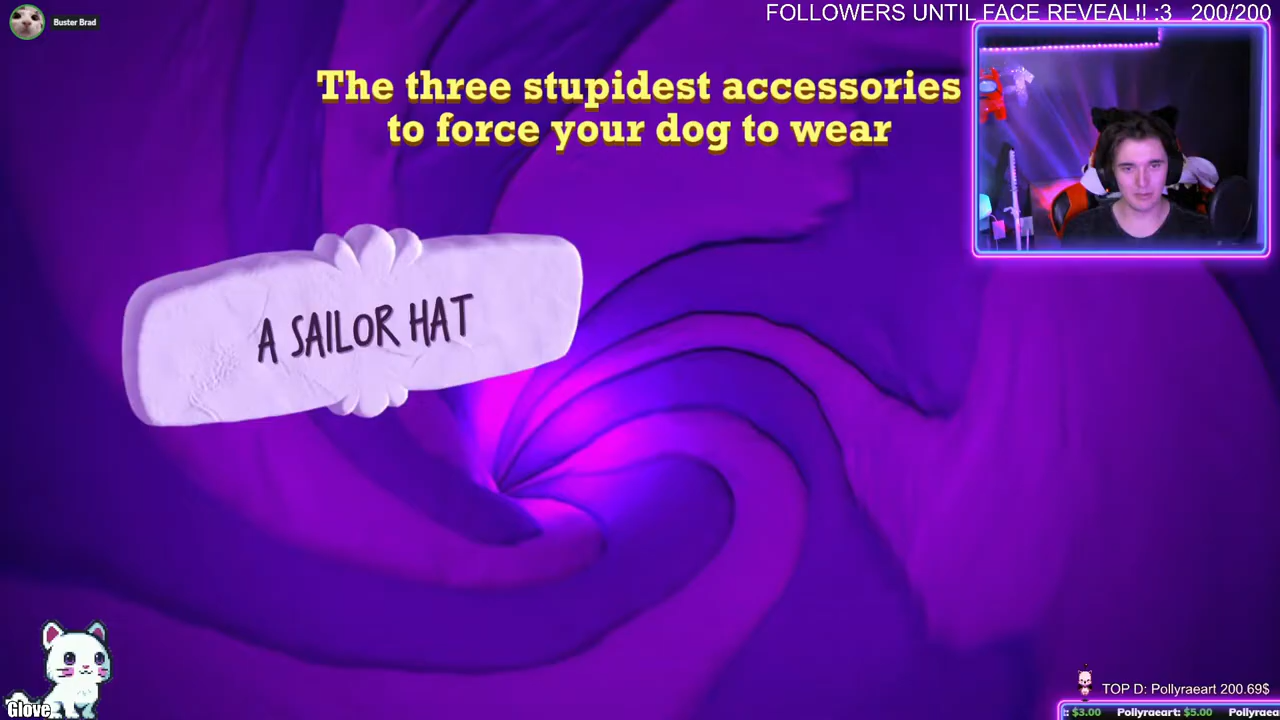 Buster Brad
FOLLOWERS UNTIL FACE REVEAL!! :3 200/200
The three stupidest accessories
to force your dog to wear
A SAILOR HAT
Glove
TOP D: Pollyraeart 200.69$
: $3.00 Pollyraeart: $5.00 Pollyraea